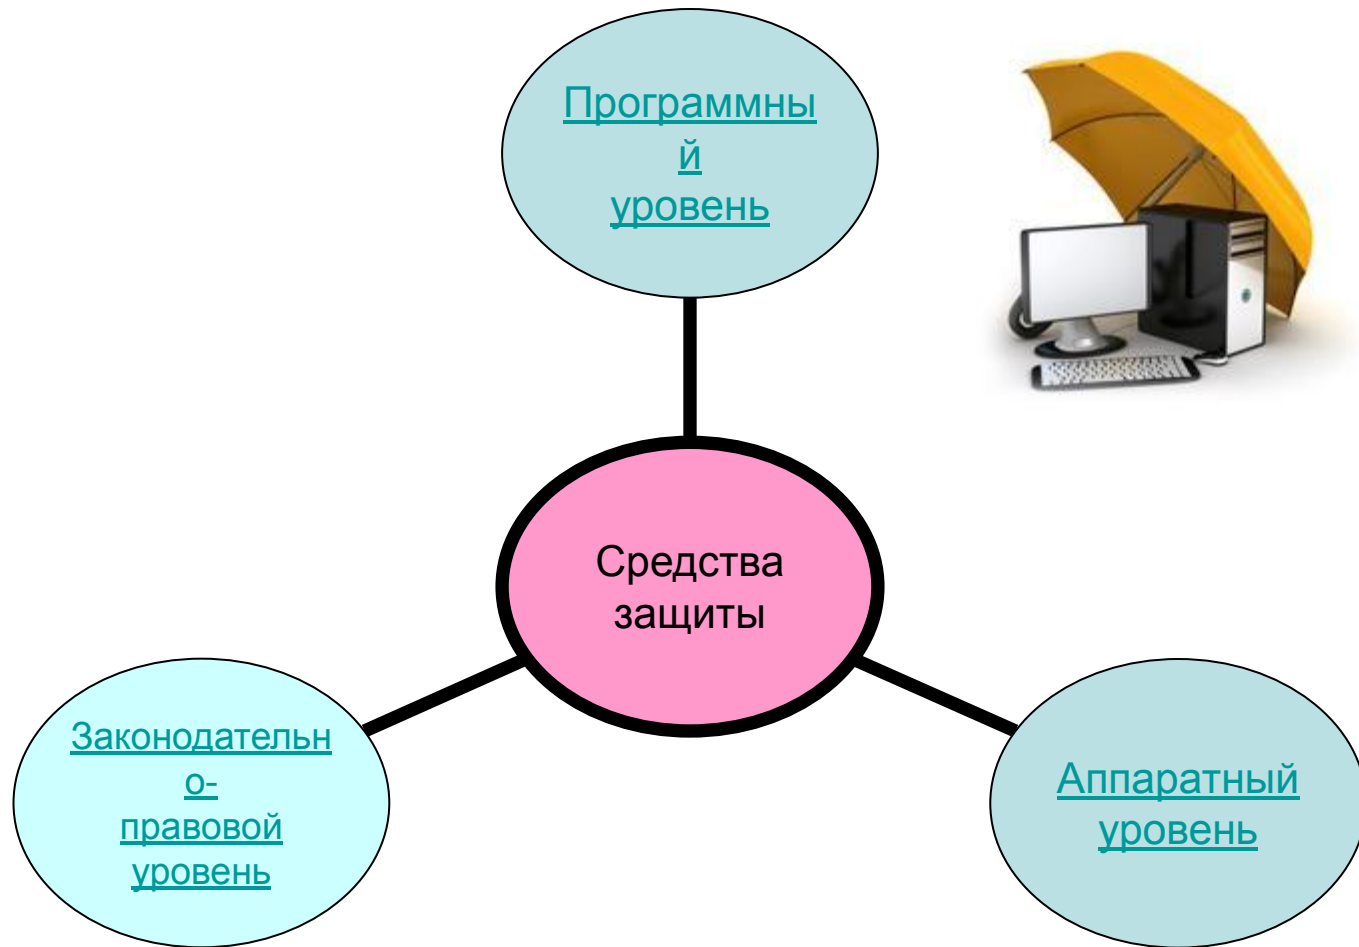 Программны
й
уровень
Средства
защиты
Законодательн
о-
правовой
уровень
Аппаратный
уровень